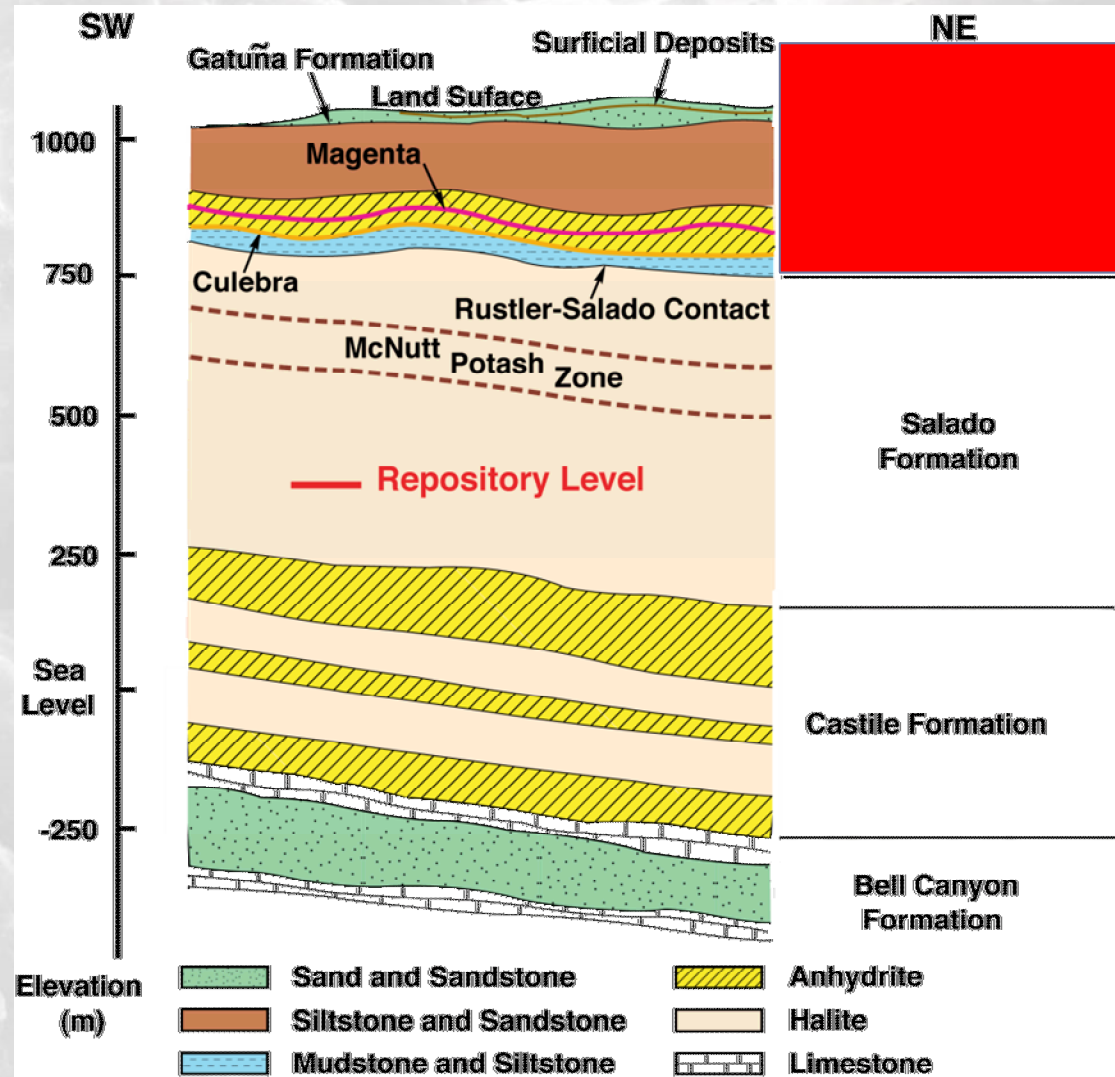 SW
NE
Surficial Deposits
Gatuña Formation
Land Suface
1000
Magenta
Culebra
750
Rustler-Salado Contact
McNutt
Potash
Zone
500
Salado
Formation
Repository Level
250
Sea
Level
Castile Formation
-250
Bell Canyon
Formation
Elevation
(m)
Sand and Sandstone
Anhydrite
Siltstone and Sandstone
Halite
Mudstone and Siltstone
Limestone